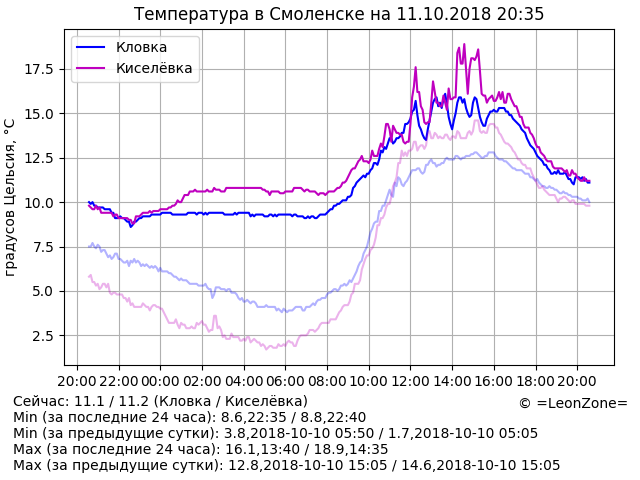 Температура в Смоленске на 11.10.2018 20:35
Кловка
Киселёвка
градусов Цельсия, °C
17.5
15.0
12.5
10.0
7.5
5.0
2.5
20:00 22:00 00:00 02:00 04:00 06:00 08:00 10:00 12:00 14:00 16:00 18:00 20:00
Сейчас: 11.1 / 11.2 (Кловка / Киселёвка)
© =LeonZone=
Min (за последние 24 часа): 8.6,22:35 / 8.8,22:40
Min (за предыдущие сутки): 3.8,2018-10-10 05:50 / 1.7,2018-10-10 05:05
Max (за последние 24 часа): 16.1,13:40 / 18.9,14:35
Max (за предыдущие сутки): 12.8,2018-10-10 15:05 / 14.6,2018-10-10 15:05